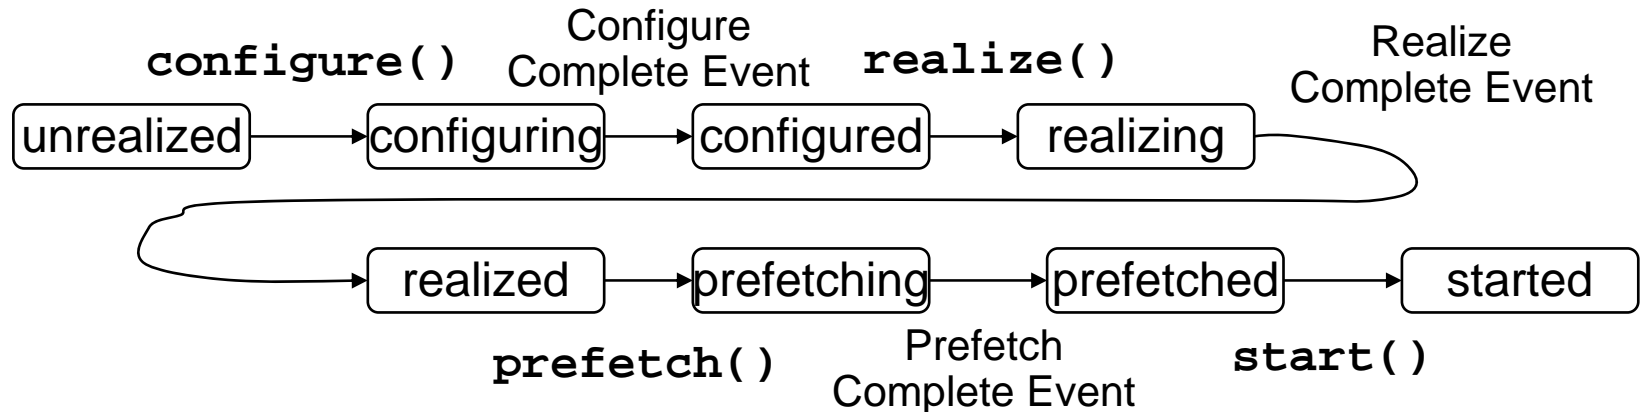 Configure
configure() Complete Event realize() Realize
Complete Event
unrealized configuring configured realizing
realized prefetching prefetched started
prefetch() Prefetch start()
Complete Event